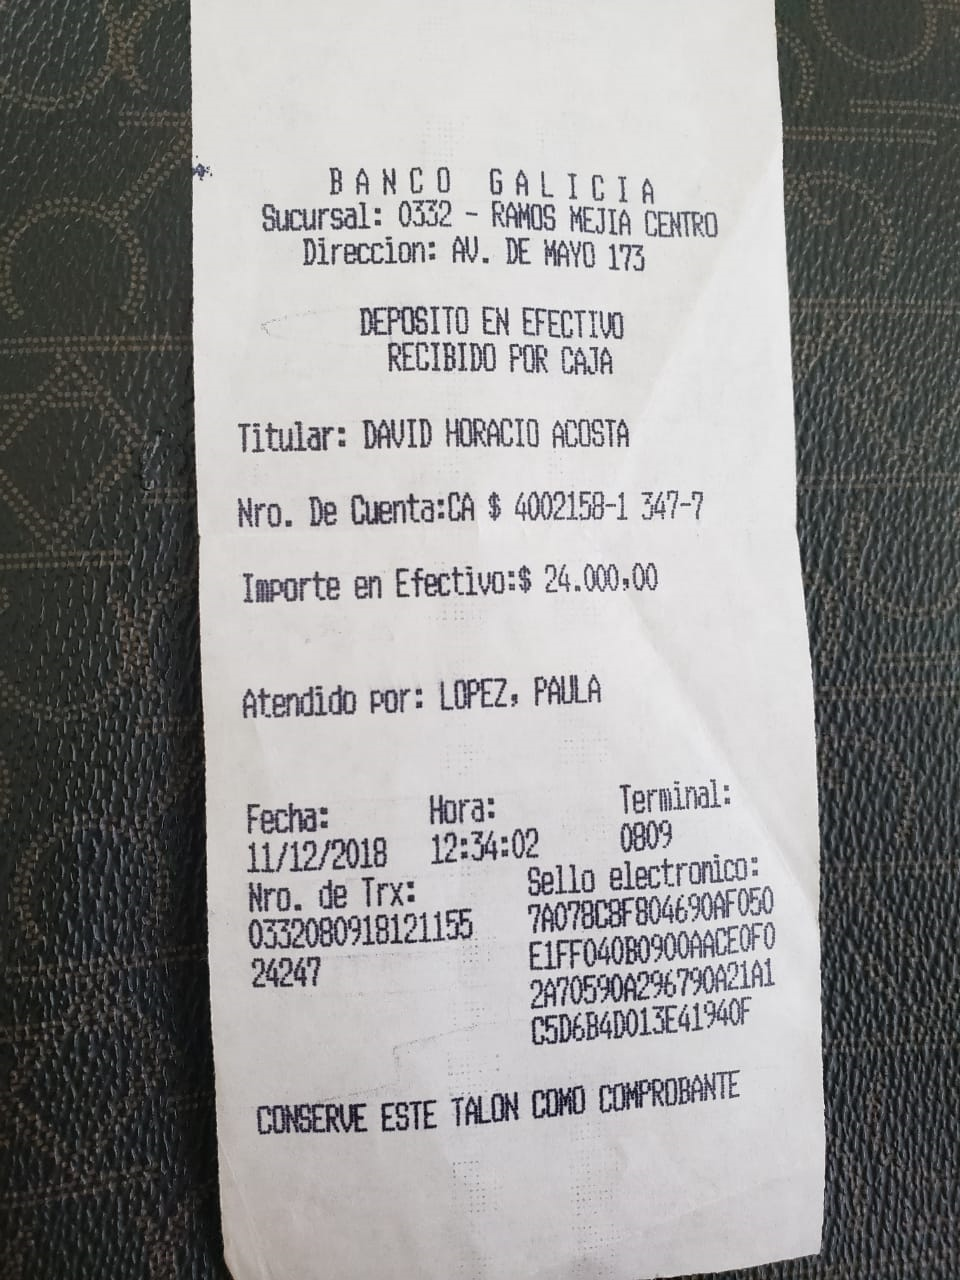 BANCO GALICIA
Sucursal: 0332 - RAMOS MEJIA CENTRO
Direccion: AV. DE MAYO 173
DEPOSITO EN EFECTIVO
RECIBIDO POR CAJA
Titular: DAVID HORACIO ACOSTA
Nro. De Cuenta:CA $ 4002158-1 347-7
Importe en Efectivo:$ 24.000,00
Atendido por: LOPEZ, PAULA
Fecha: Hora: Terminal:
11/12/2018 12:34:02 0809
Nro. de Trx: Sello electronico:
0332080918121155 7A078C8F804690AF050
24247 E1FF040B0900AACE0F0
2A70590A296790A21A1
C5D6B4D013E41940F
CONSERVE ESTE TALON COMO COMPROBANTE